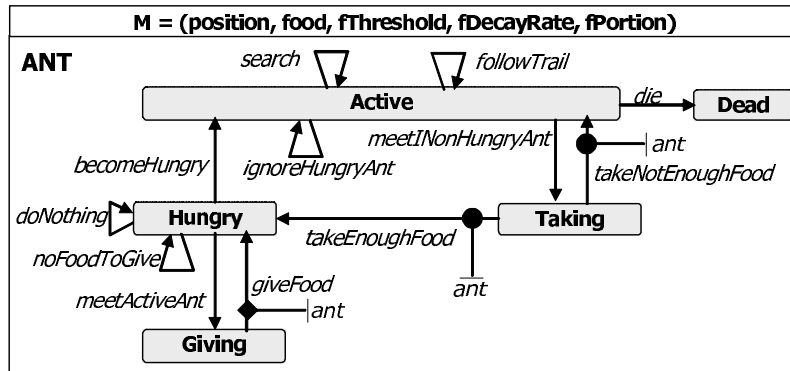 M = (position, food, fThreshold, fDecayRate, fPortion)
ANT
search
followTrail
Active
die
Dead
becomeHungry
ignoreHungryAnt
meetINonHungryAnt
ant
takeNotEnoughFood
doNothing
Hungry
takeEnoughFood
Taking
noFoodToGive
ant
meetActiveAnt
giveFood
ant
Giving